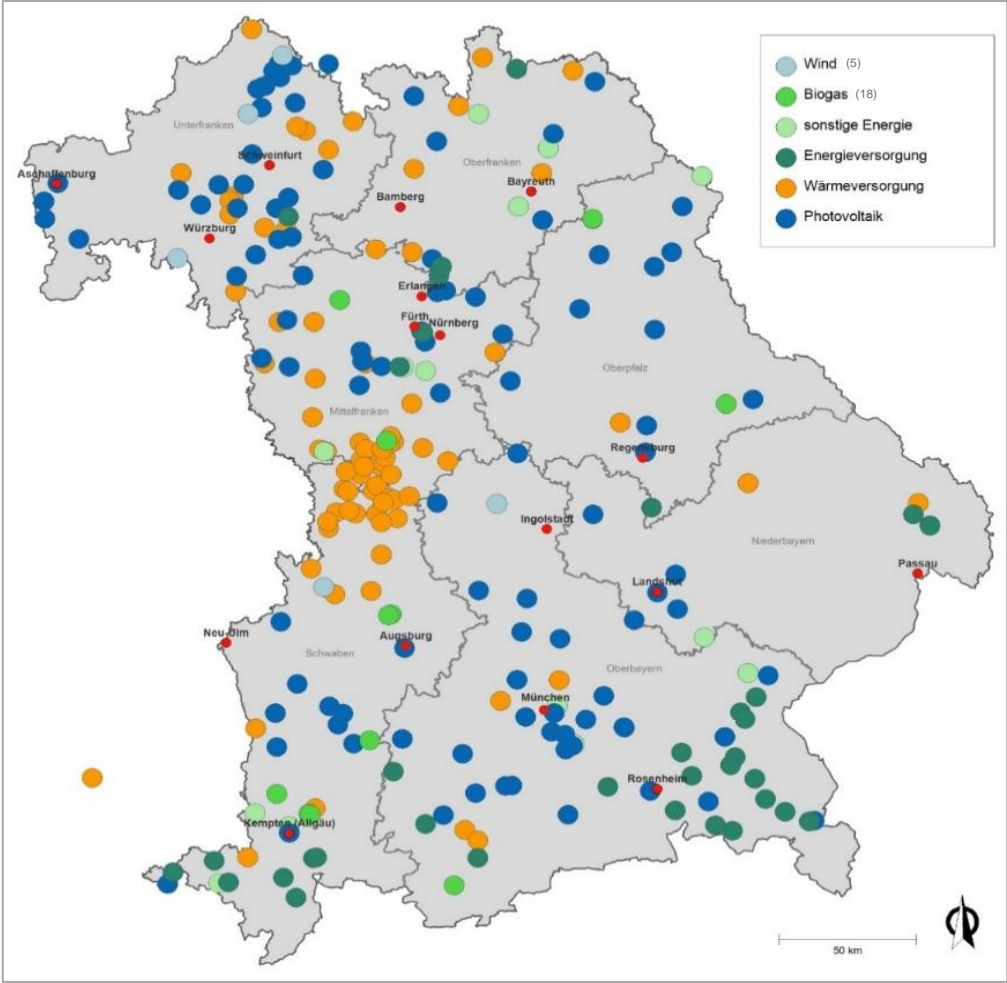 Wind (5)
Biogas (18)
sonstige Energie
Energieversorgung
Wärmeversorgung
Photovoltaik
Unterfranken
Schweinfurt
Aschaffenburg
Oberfranken
Bayreuth
Bamberg
Würzburg
Erlangen
Fürth
Nürnberg
Oberpfalz
Mittelfranken
Regensburg
Ingolstadt
Niederbayern
Passau
Landshut
Neu-Ulm
Augsburg
Schwaben
Oberbayern
München
Rosenheim
Kempten (Allgäu)
50 km